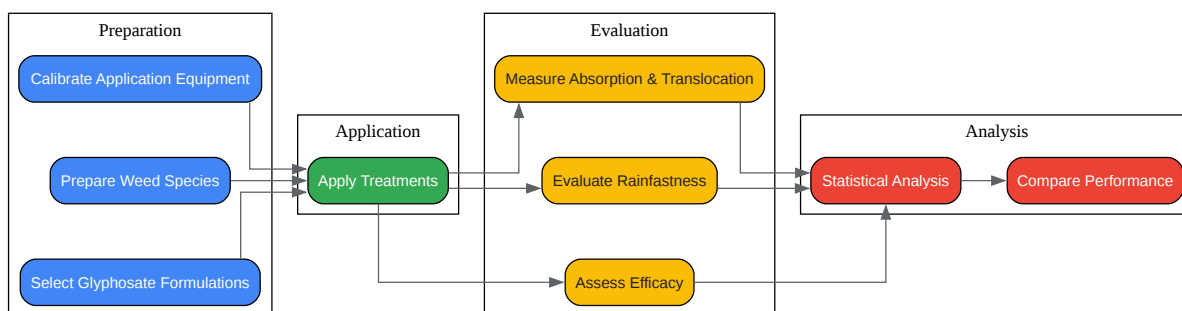 Preparation
Calibrate Application Equipment
Prepare Weed Species
Select Glyphosate Formulations
Application
Apply Treatments
Evaluation
Measure Absorption & Translocation
Evaluate Rainfastness
Assess Efficacy
Analysis
Statistical Analysis
Compare Performance